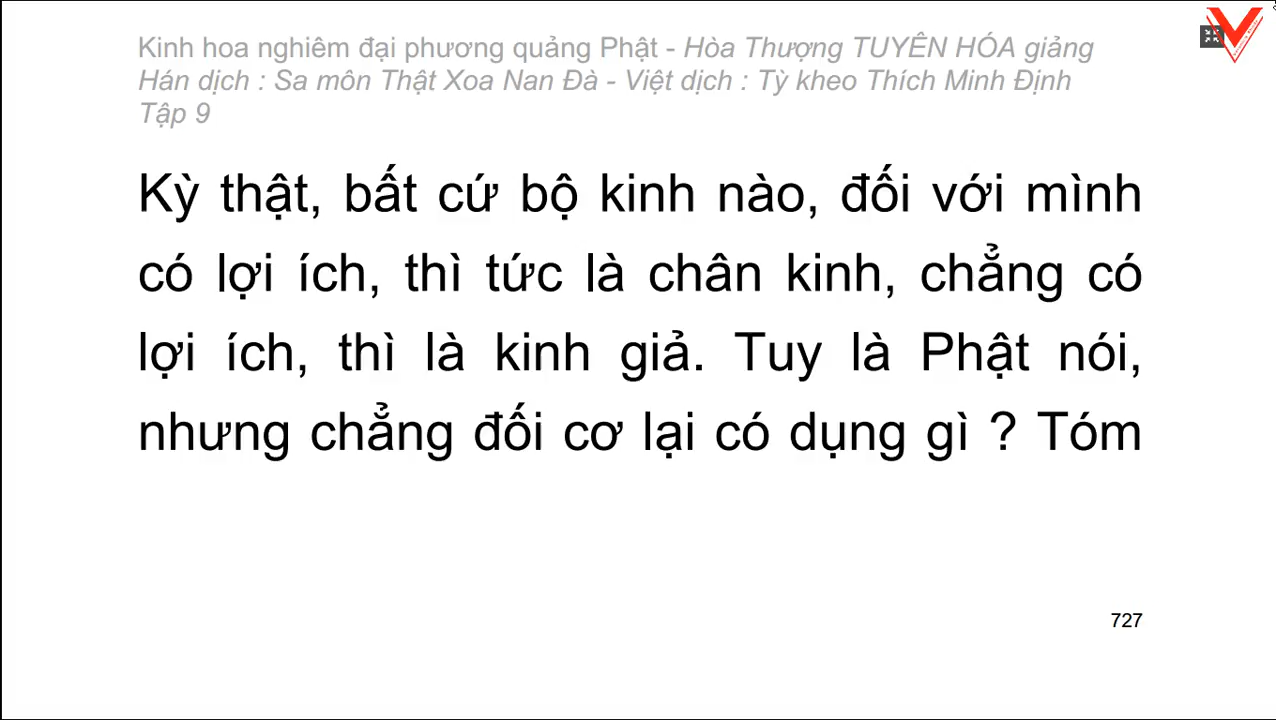 Kinh hoa nghiêm đại phương quảng Phật - Hòa Thượng TUYÊN HÓA giảng
Hán dịch : Sa môn Thật Xoa Nan Đà - Việt dịch : Tỳ kheo Thích Minh Định
Tập 9
Kỳ thật, bất cứ bộ kinh nào, đối với mình
có lợi ích, thì tức là chân kinh, chẳng có
lợi ích, thì là kinh giả. Tuy là Phật nói,
nhưng chẳng đối cơ lại có dụng gì ? Tóm
727